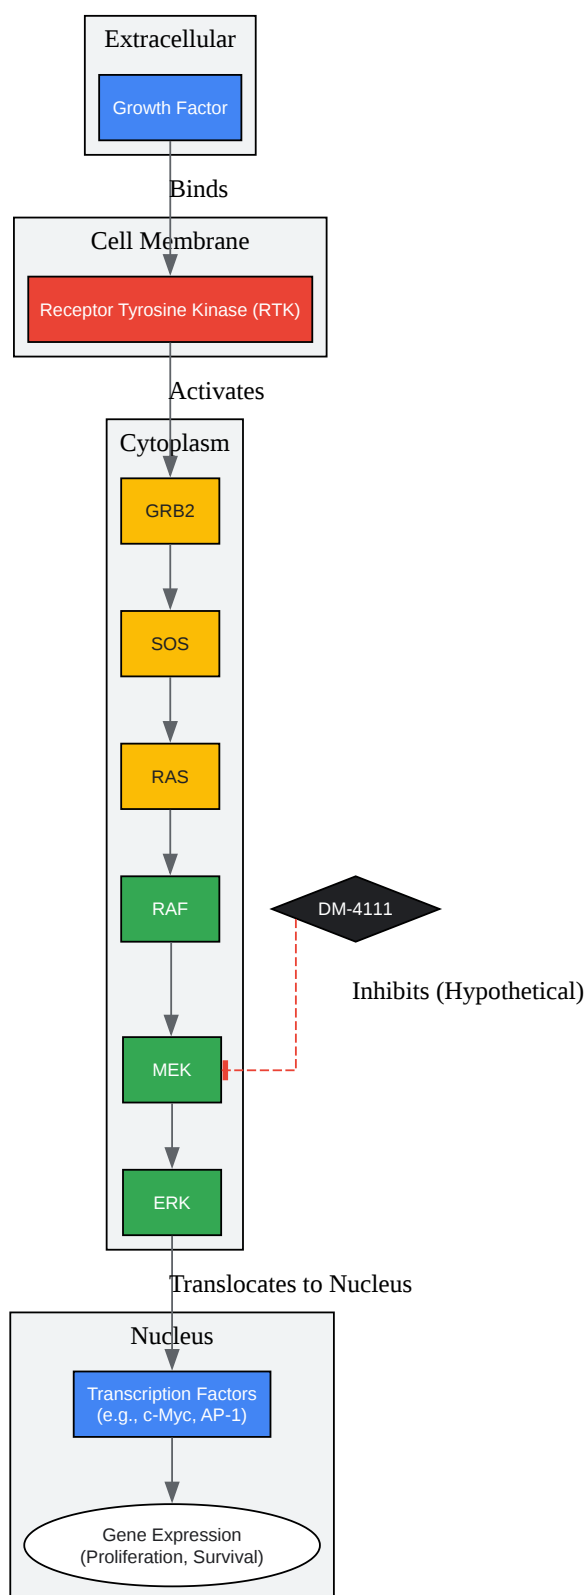 Extracellular
Growth Factor
Binds
Cell Membrane
Receptor Tyrosine Kinase (RTK)
Activates
Cytoplasm
GRB2
SOS
RAS
RAF
DM-4111
Inhibits (Hypothetical)
MEK
ERK
Translocates to Nucleus
Nucleus
Transcription Factors
(e.g., c-Myc, AP-1)
Gene Expression
(Proliferation, Survival)